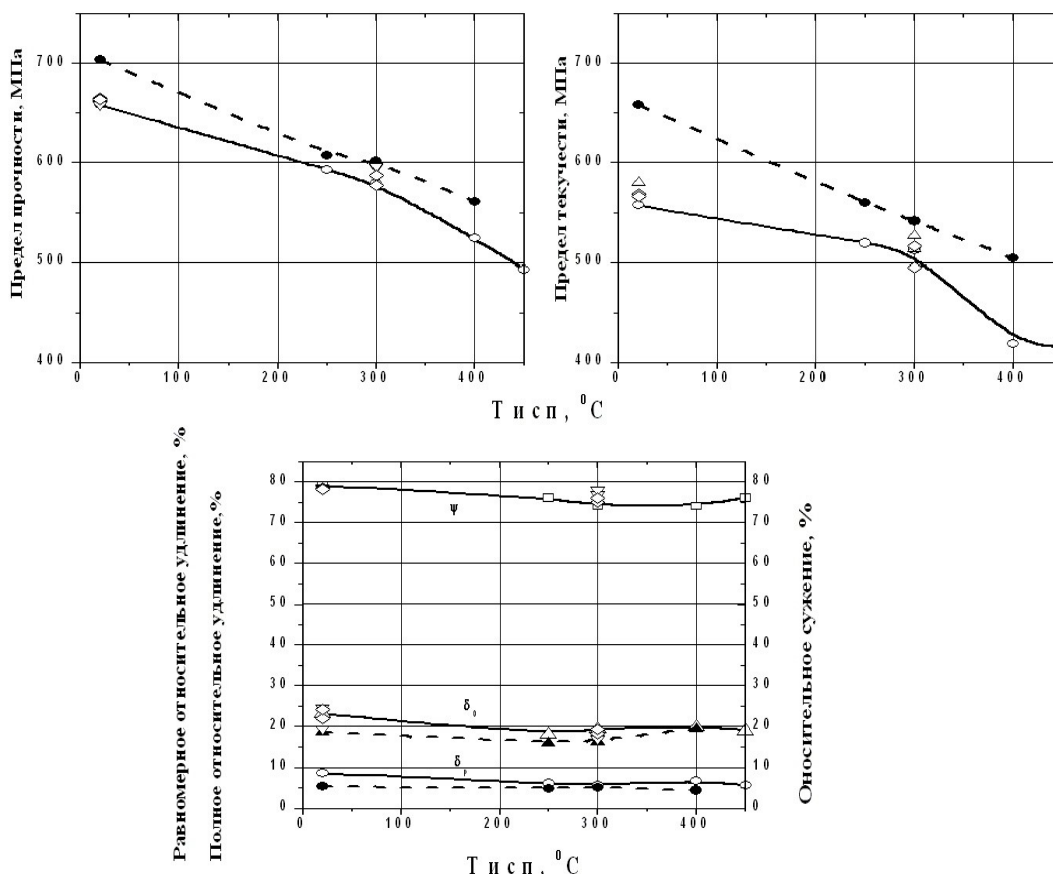 Предел прочности, МПа
700
600
500
400
0 100 200 300 400
Предел текучести, МПа
700
600
500
400
0 100 200 300 400
Т исп, ⁰С
Равномерное относительное удлинение, %
Полное относительное удлинение,%
80
70
60
50
40
30
20
10
0
ψ
δ₀
δр
80
70
60
50
40
30
20
10
0
Оносительное сужение, %
0 100 200 300 400
Т исп, ⁰С